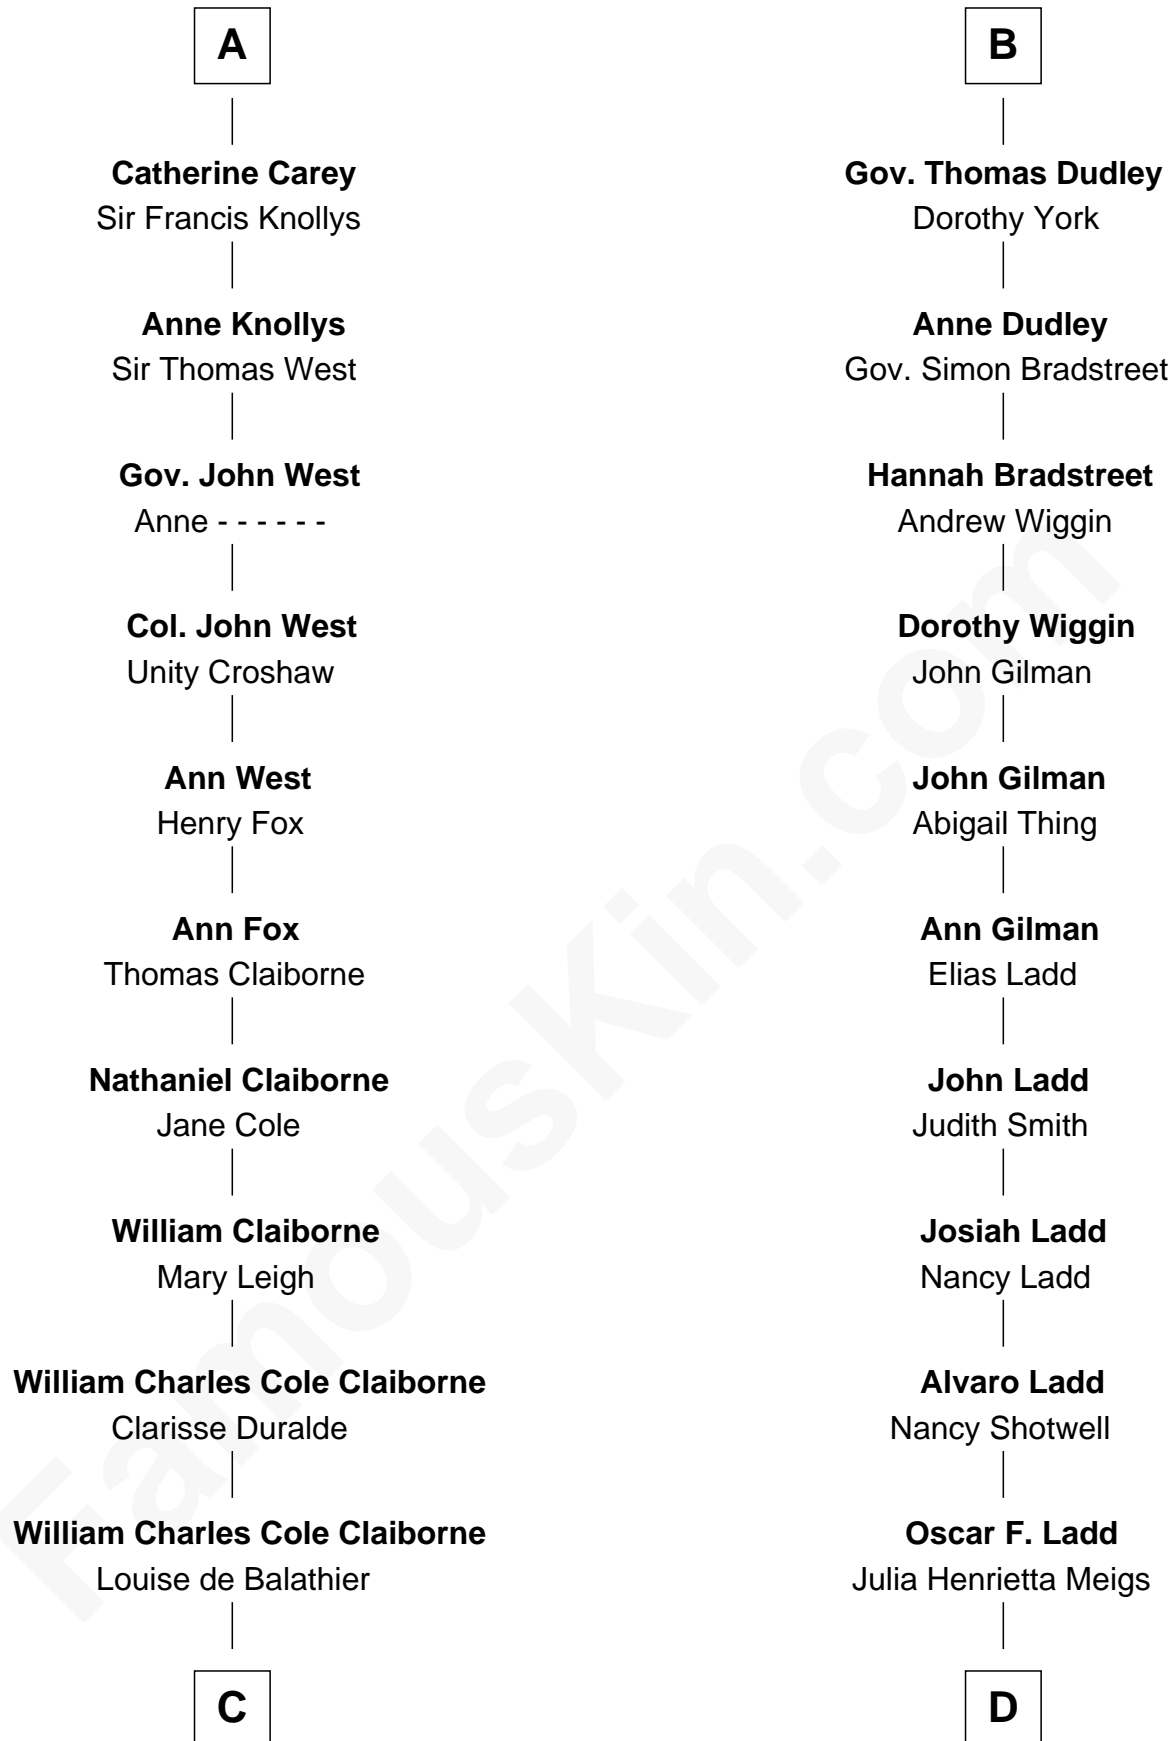 A
Catherine Carey
Sir Francis Knollys
Anne Knollys
Sir Thomas West
Gov. John West
Anne - - - - - -
Col. John West
Unity Croshaw
Ann West
Henry Fox
Ann Fox
Thomas Claiborne
Nathaniel Claiborne
Jane Cole
William Claiborne
Mary Leigh
William Charles Cole Claiborne
Clarisse Duralde
William Charles Cole Claiborne
Louise de Balathier
C
B
Gov. Thomas Dudley
Dorothy York
Anne Dudley
Gov. Simon Bradstreet
Hannah Bradstreet
Andrew Wiggin
Dorothy Wiggin
John Gilman
John Gilman
Abigail Thing
Ann Gilman
Elias Ladd
John Ladd
Judith Smith
Josiah Ladd
Nancy Ladd
Alvaro Ladd
Nancy Shotwell
Oscar F. Ladd
Julia Henrietta Meigs
D
FamousKin.com